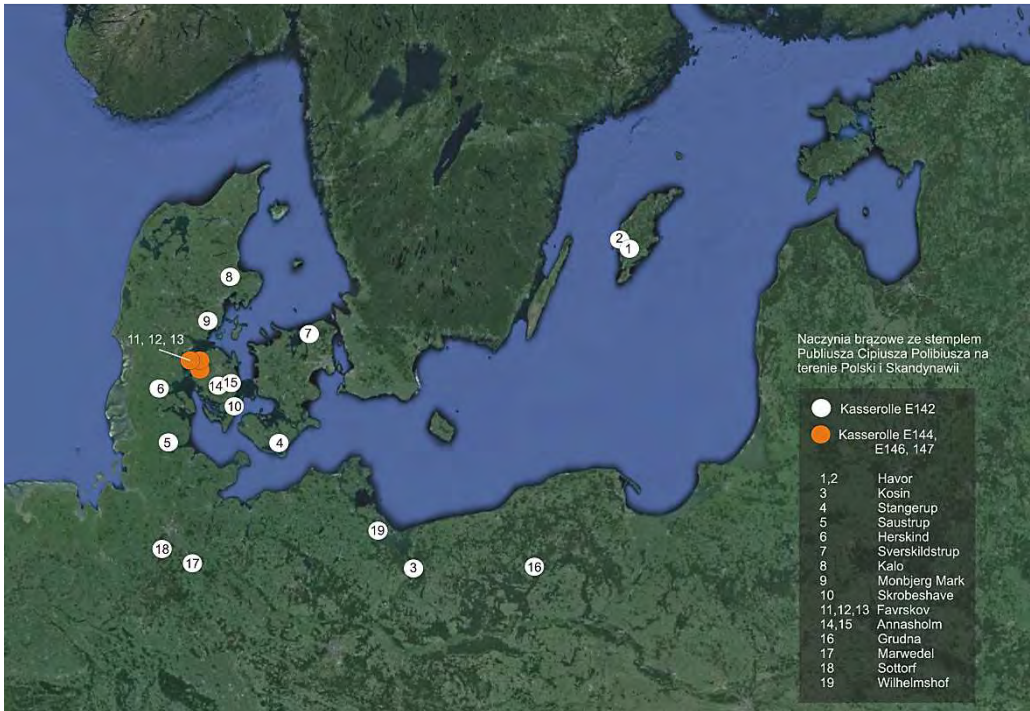 2
1
8
9
7
11, 12, 13
6
14 15
10
5
4
19
18
17
3
16
Naczynia brązowe ze stemplem
Publiusza Cipiusza Polibiusza na
terenie Polski i Skandynawii
Kasserolle E142
Kasserolle E144,
E146, 147
1,2 Havor
3 Kosin
4 Stangerup
5 Saustrup
6 Herskind
7 Sverskildstrup
8 Kalo
9 Monbjerg Mark
10 Skrobeshave
11,12,13 Favrskov
14,15 Annasholm
16 Grudna
17 Marwedel
18 Sottorf
19 Wilhelmshof